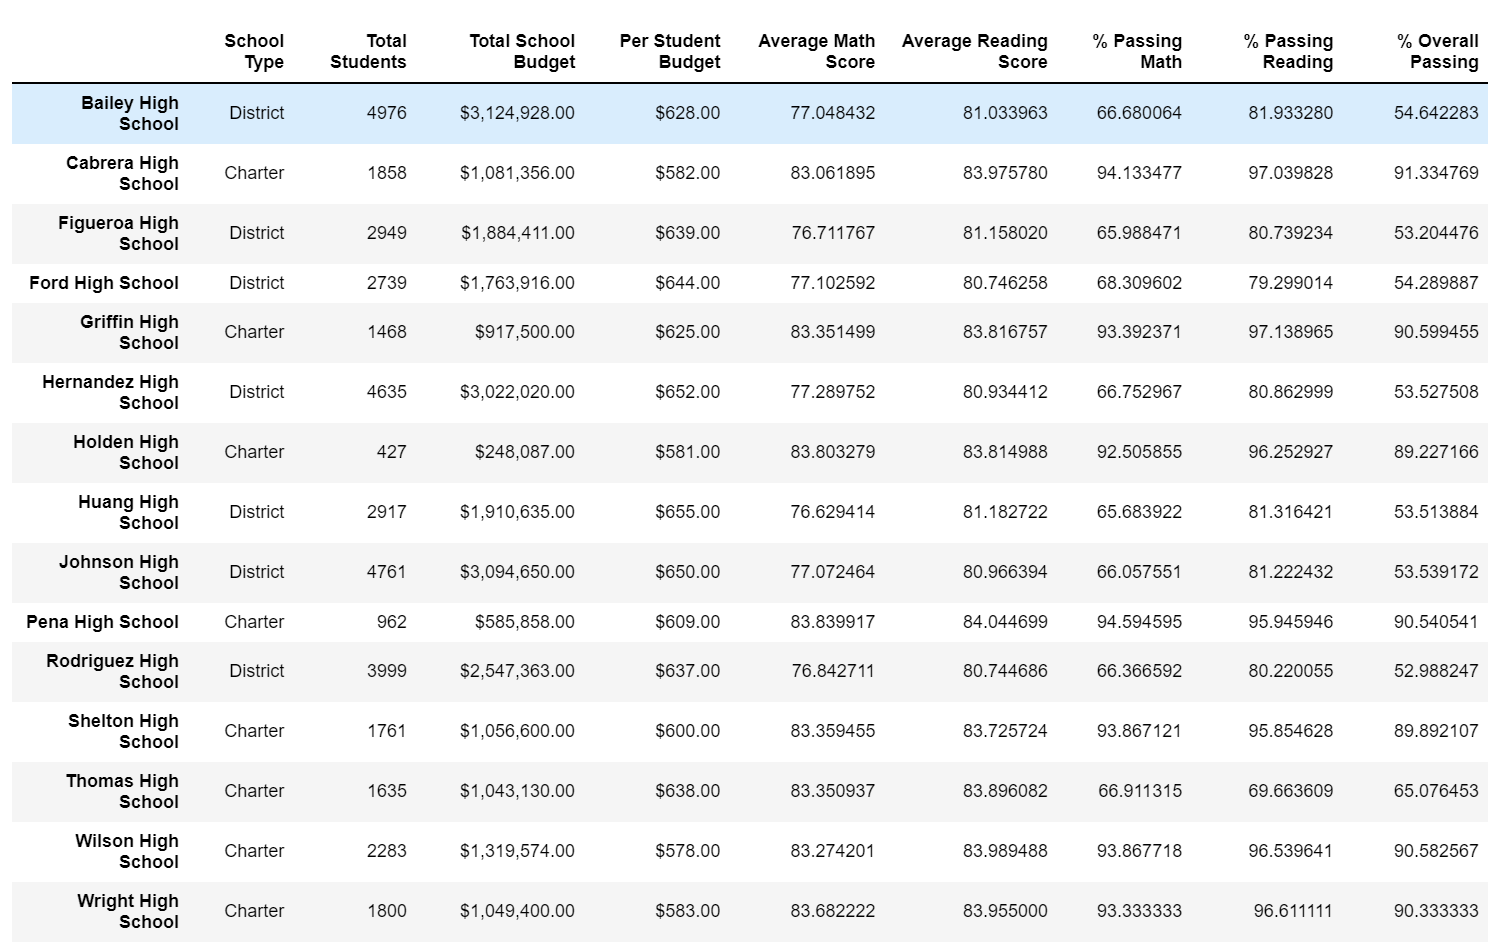 School Type	Total Students	Total School Budget	Per Student Budget	Average Math Score	Average Reading Score	% Passing Math	% Passing Reading	% Overall Passing
Bailey High School	District	4976	$3,124,928.00	$628.00	77.048432	81.033963	66.680064	81.933280	54.642283
Cabrera High School	Charter	1858	$1,081,356.00	$582.00	83.061895	83.975780	94.133477	97.039828	91.334769
Figueroa High School	District	2949	$1,884,411.00	$639.00	76.711767	81.158020	65.988471	80.739234	53.204476
Ford High School	District	2739	$1,763,916.00	$644.00	77.102592	80.746258	68.309602	79.299014	54.289887
Griffin High School	Charter	1468	$917,500.00	$625.00	83.351499	83.816757	93.392371	97.138965	90.599455
Hernandez High School	District	4635	$3,022,020.00	$652.00	77.289752	80.934412	66.752967	80.862999	53.527508
Holden High School	Charter	427	$248,087.00	$581.00	83.803279	83.814988	92.505855	96.252927	89.227166
Huang High School	District	2917	$1,910,635.00	$655.00	76.629414	81.182722	65.683922	81.316421	53.513884
Johnson High School	District	4761	$3,094,650.00	$650.00	77.072464	80.966394	66.057551	81.222432	53.539172
Pena High School	Charter	962	$585,858.00	$609.00	83.839917	84.044699	94.594595	95.945946	90.540541
Rodriguez High School	District	3999	$2,547,363.00	$637.00	76.842711	80.744686	66.366592	80.220055	52.988247
Shelton High School	Charter	1761	$1,056,600.00	$600.00	83.359455	83.725724	93.867121	95.854628	89.892107
Thomas High School	Charter	1635	$1,043,130.00	$638.00	83.350937	83.896082	66.911315	69.663609	65.076453
Wilson High School	Charter	2283	$1,319,574.00	$578.00	83.274201	83.989488	93.867718	96.539641	90.582567
Wright High School	Charter	1800	$1,049,400.00	$583.00	83.682222	83.955000	93.333333	96.611111	90.333333